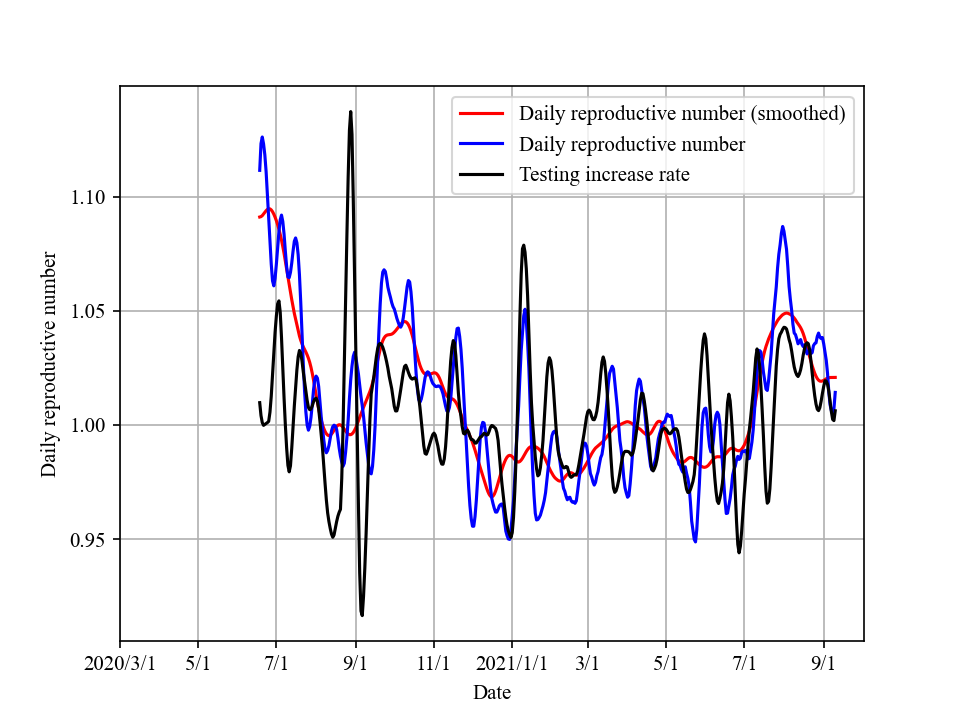 Daily reproductive number (smoothed)
Daily reproductive number
Testing increase rate
Daily reproductive number
1.10
1.05
1.00
0.95
2020/3/1 5/1 7/1 9/1 11/1 2021/1/1 3/1 5/1 7/1 9/1
Date